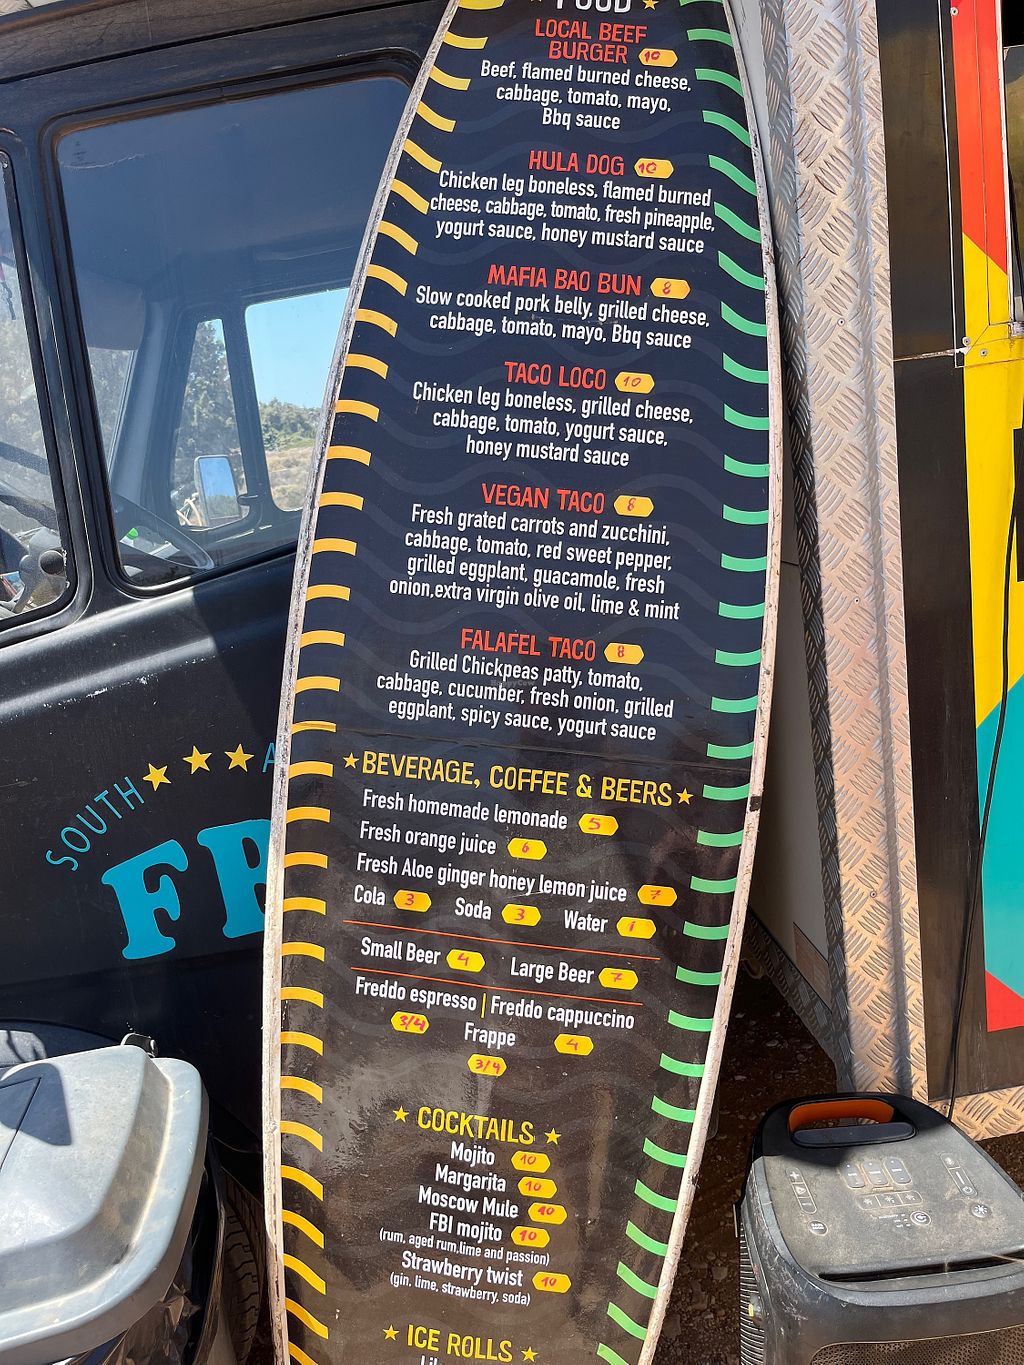 FOOD
LOCAL BEEF
BURGER 10
Beef, flamed burned cheese,
cabbage, tomato, mayo,
Bbq sauce
HULA DOG 10
Chicken leg boneless, flamed burned
cheese, cabbage, tomato, fresh pineapple,
yogurt sauce, honey mustard sauce
MAFIA BAO BUN 8
Slow cooked pork belly, grilled cheese,
cabbage, tomato, mayo, Bbq sauce
TACO LOCO 10
Chicken leg boneless, grilled cheese,
cabbage, tomato, yogurt sauce,
honey mustard sauce
VEGAN TACO 8
Fresh grated carrots and zucchini,
cabbage, tomato, red sweet pepper,
grilled eggplant, guacamole, fresh
onion,extra virgin olive oil, lime & mint
FALAFEL TACO 8
Grilled Chickpeas patty, tomato,
cabbage, cucumber, fresh onion, grilled
eggplant, spicy sauce, yogurt sauce
BEVERAGE, COFFEE & BEERS
Fresh homemade lemonade 5
Fresh orange juice 6
Fresh Aloe ginger honey lemon juice 7
Cola 3 Soda 3 Water 1
Small Beer 4 Large Beer 7
Freddo espresso | Freddo cappuccino
3/4 Frappe 4
3/4
COCKTAILS
Mojito 10
Margarita 10
Moscow Mule 10
FBI mojito 10
(rum, aged rum,lime and passion)
Strawberry twist 10
(gin, lime, strawberry, soda)
ICE ROLLS
SOUTH